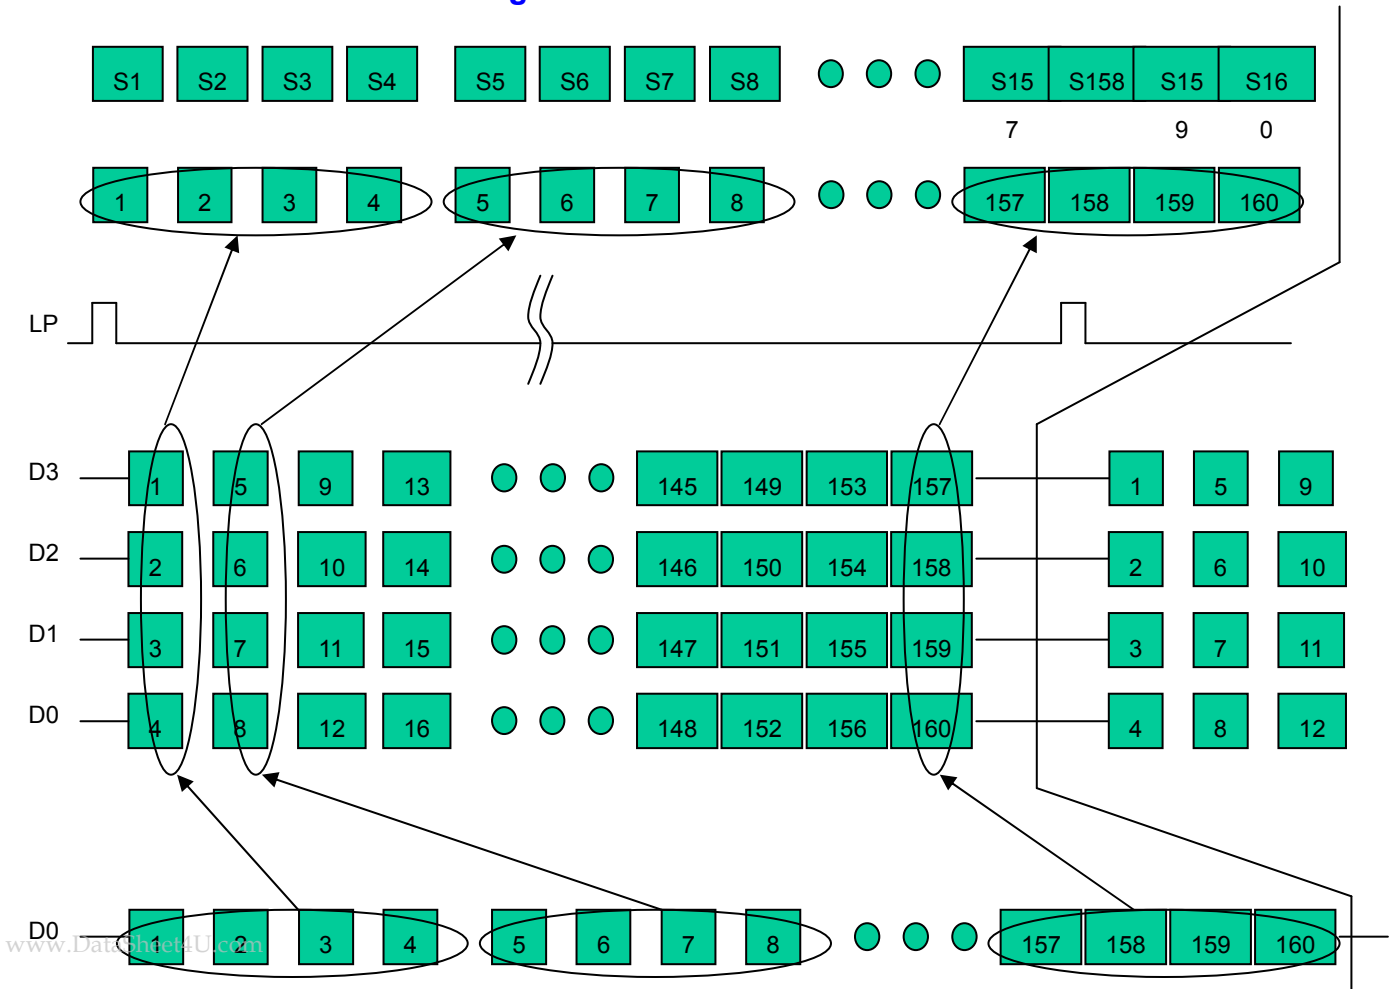 g
S1 S2 S3 S4 S5 S6 S7 S8 S15 S158 S15 S16
7 9 0
1 2 3 4 5 6 7 8 157 158 159 160
LP
D3 1 5 9 13 145 149 153 157 1 5 9
D2 2 6 10 14 146 150 154 158 2 6 10
D1 3 7 11 15 147 151 155 159 3 7 11
D0 4 8 12 16 148 152 156 160 4 8 12
D0 1 2 3 4 5 6 7 8 157 158 159 160
www.DataSheet4U.com